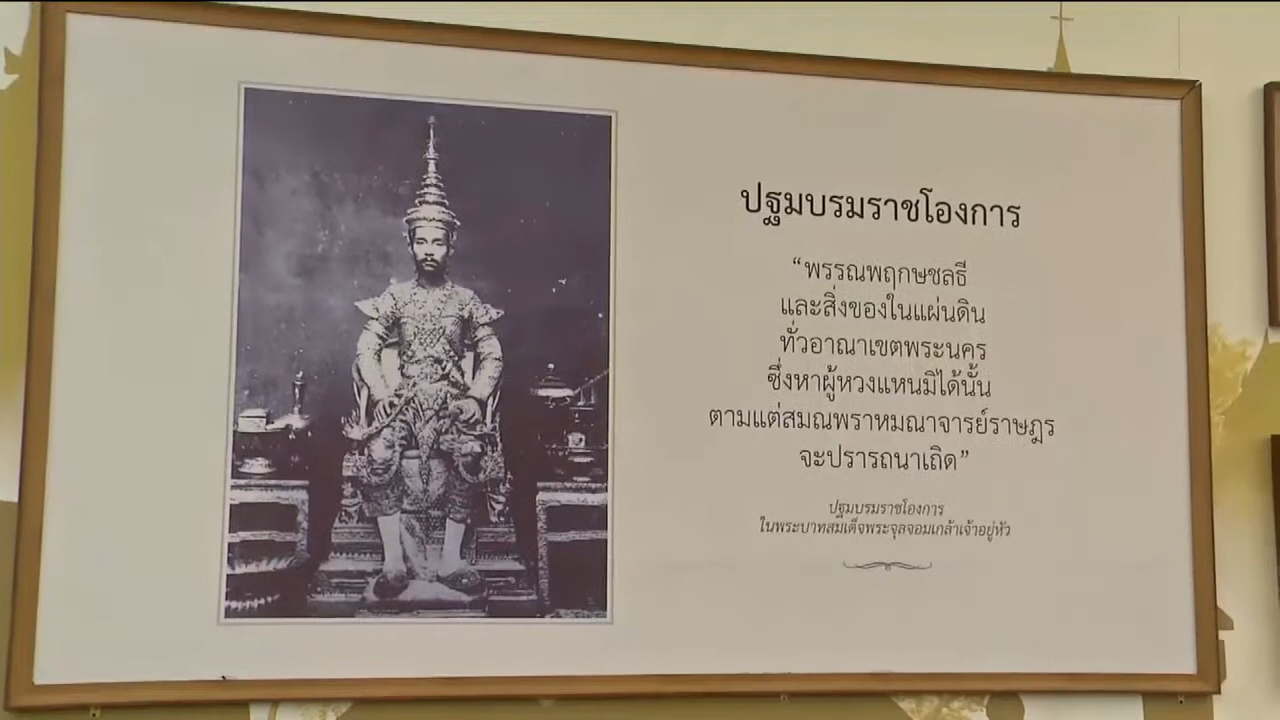 ปฐมบรมราชโองการ
“พรรณพฤกษชลธี
และสิ่งของในแผ่นดิน
ทั่วอาณาเขตพระนคร
ซึ่งหาผู้หวงแหนมิได้นั้น
ตามแต่สมณพราหมณาจารย์ราษฎร
จะปรารถนาเถิด”
ปฐมบรมราชโองการ
ในพระบาทสมเด็จพระจุลจอมเกล้าเจ้าอยู่หัว